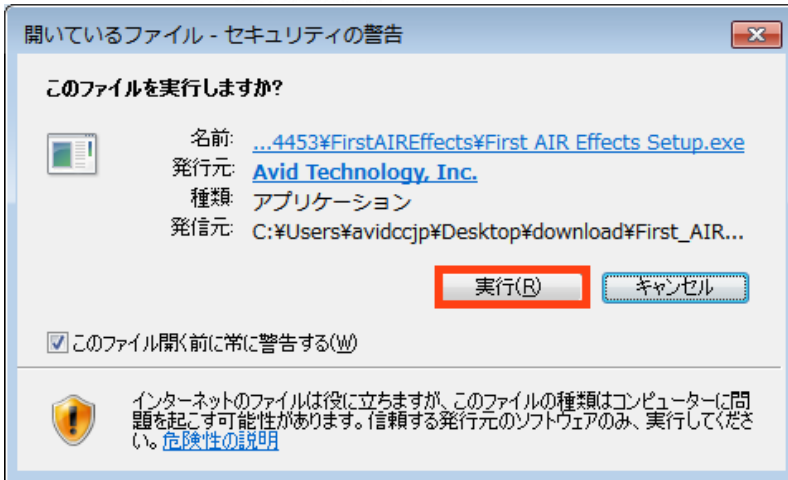 開いているファイル - セキュリティの警告
このファイルを実行しますか?
名前: ...4453¥FirstAIREffects¥First AIR Effects Setup.exe
発行元: Avid Technology, Inc.
種類: アプリケーション
発信元: C:¥Users¥avidccjp¥Desktop¥download¥First_AIR...
実行(R) キャンセル
このファイル開く前に常に警告する(W)
インターネットのファイルは役に立ちますが、このファイルの種類はコンピューターに問
題を起こす可能性があります。信頼する発行元のソフトウェアのみ、実行してくださ
い。危険性の説明